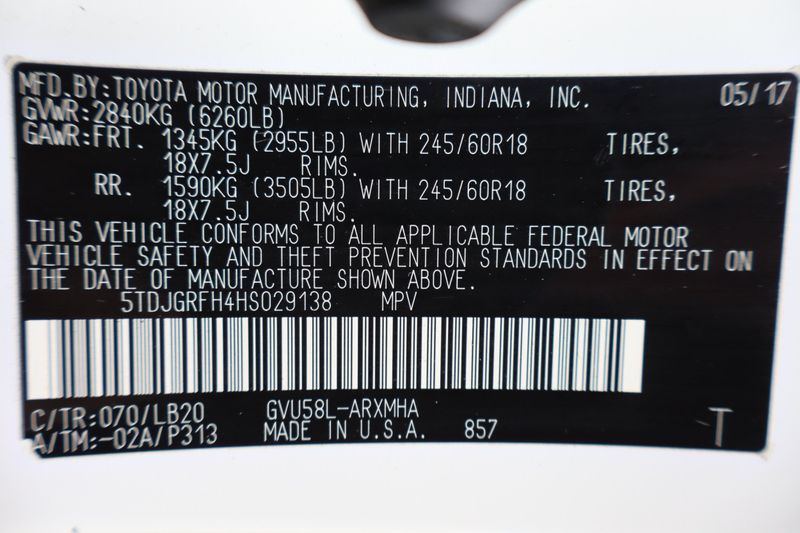 MFD.BY:TOYOTA MOTOR MANUFACTURING, INDIANA, INC. 05/17
GVWR:2840KG (6260LB)
GAWR:FRT. 1345KG (2955LB) WITH 245/60R18 TIRES,
18X7.5J RIMS.
RR. 1590KG (3505LB) WITH 245/60R18 TIRES,
18X7.5J RIMS.
THIS VEHICLE CONFORMS TO ALL APPLICABLE FEDERAL MOTOR
VEHICLE SAFETY AND THEFT PREVENTION STANDARDS IN EFFECT ON
THE DATE OF MANUFACTURE SHOWN ABOVE.
5TDJGRFH4HS029138 MPV
C/TR:070/LB20 GVU58L-ARXMHA
A/TM:-02A/P313 MADE IN U.S.A. 857 T